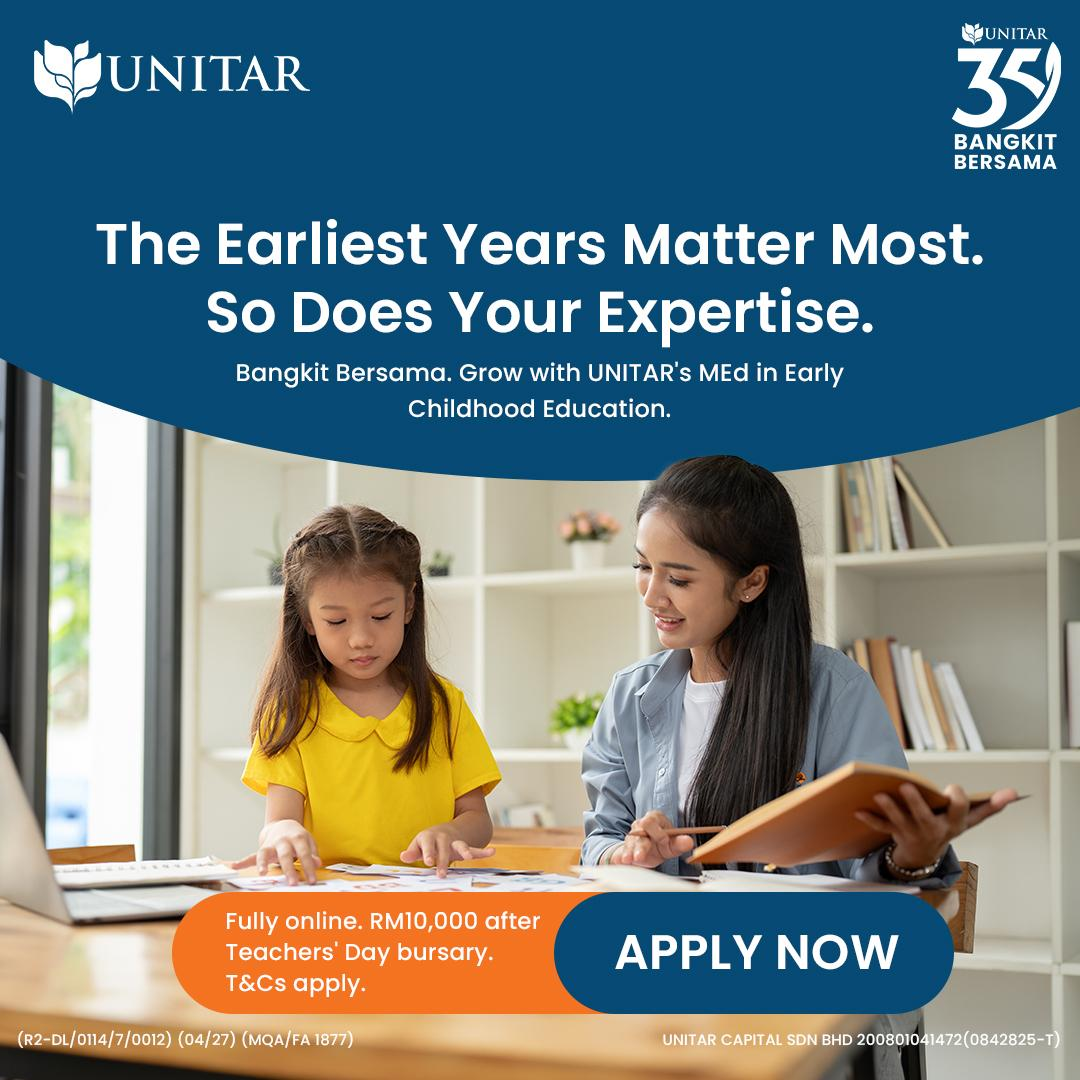 UNITAR
UNITAR
35
BANGKIT
BERSAMA
The Earliest Years Matter Most.
So Does Your Expertise.
Bangkit Bersama. Grow with UNITAR's MEd in Early
Childhood Education.
Fully online. RM10,000 after
Teachers' Day bursary.
T&Cs apply.
APPLY NOW
(R2-DL/0114/7/0012) (04/27) (MQA/FA 1877)
UNITAR CAPITAL SDN BHD 200801041472(0842825-T)